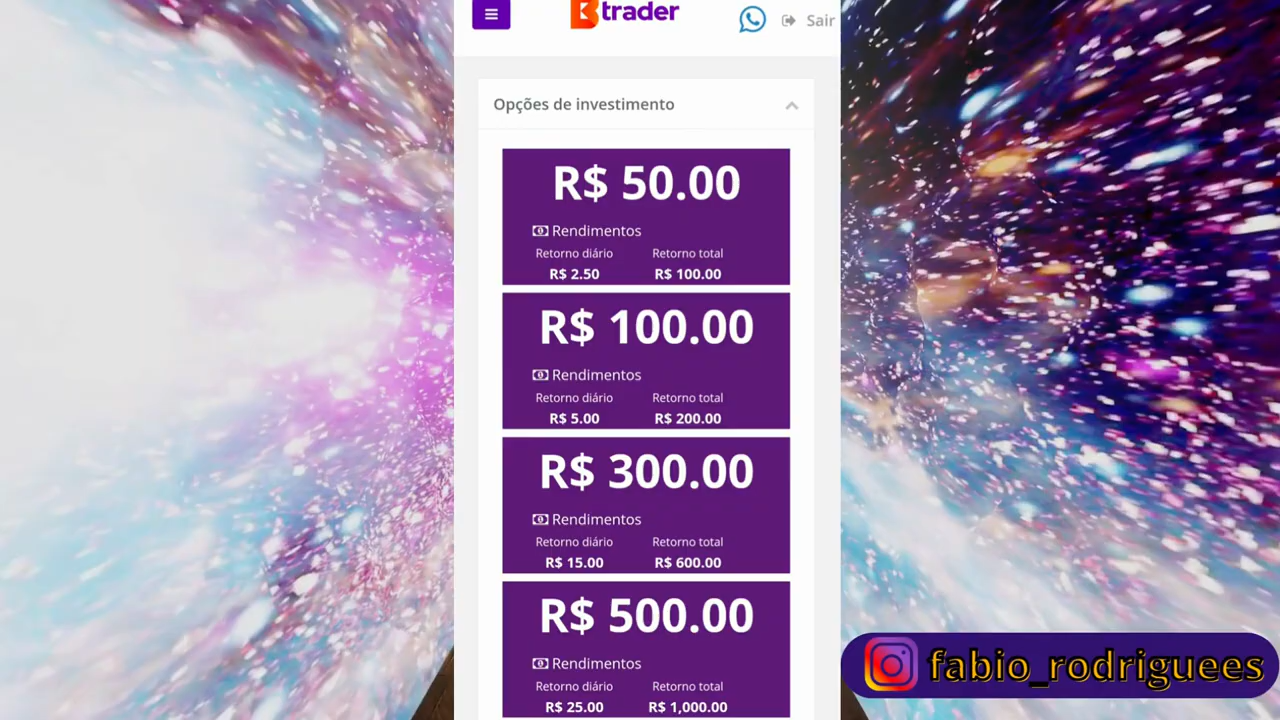 trader
Sair
Opções de investimento
R$ 50.00
Rendimentos
Retorno diário Retorno total
R$ 2.50 R$ 100.00
R$ 100.00
Rendimentos
Retorno diário Retorno total
R$ 5.00 R$ 200.00
R$ 300.00
Rendimentos
Retorno diário Retorno total
R$ 15.00 R$ 600.00
R$ 500.00
Rendimentos
Retorno diário Retorno total
R$ 25.00 R$ 1,000.00
fabio_rodriguees